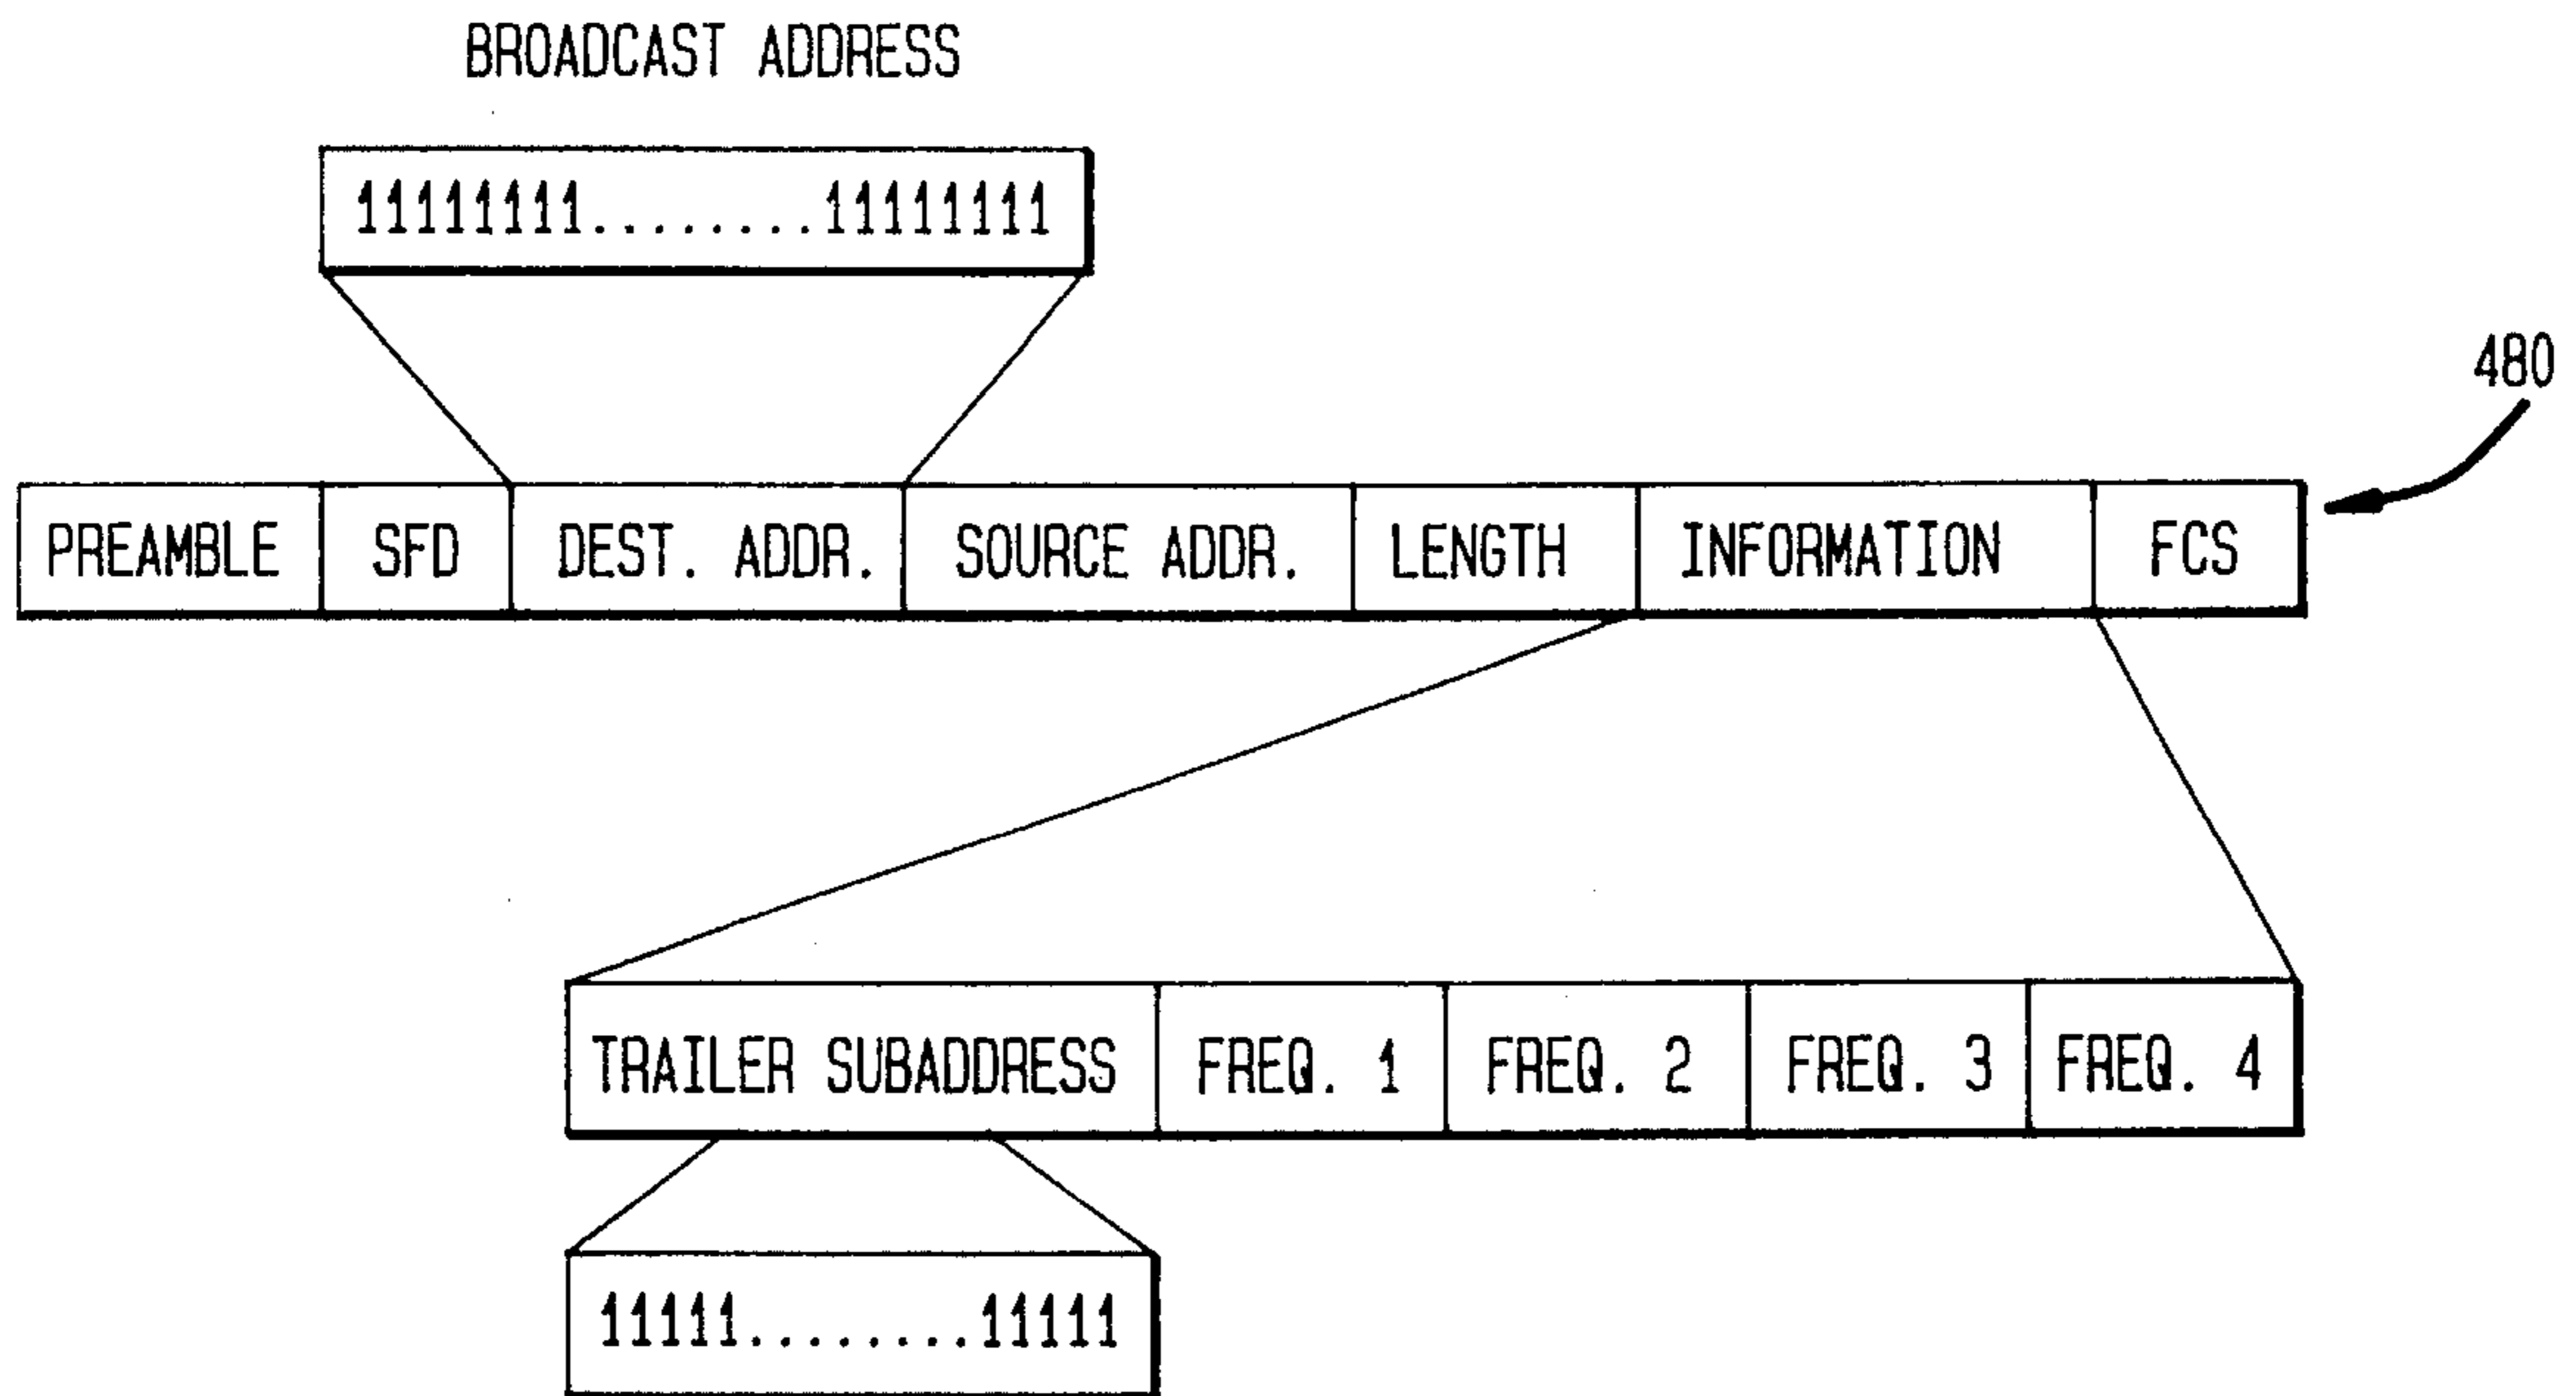 BROADCAST ADDRESS
11111111........11111111
480
PREAMBLE SFD DEST. ADDR. SOURCE ADDR. LENGTH INFORMATION FCS
TRAILER SUBADDRESS FREQ. 1 FREQ. 2 FREQ. 3 FREQ. 4
11111........11111